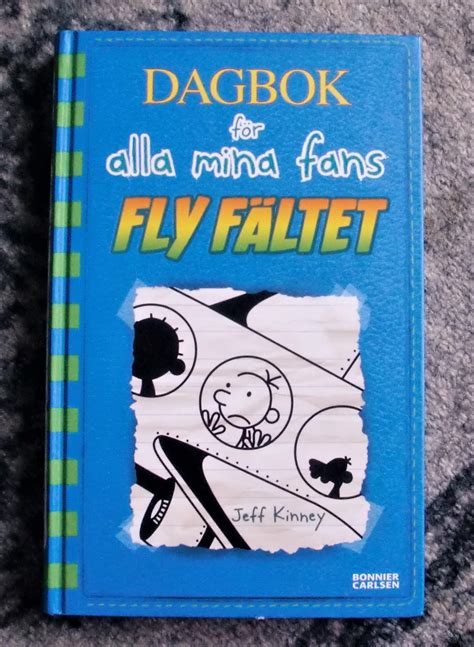 DAGBOK
för
alla mina fans
FLY FÄLTET
Jeff Kinney
BONNIER
CARLSEN